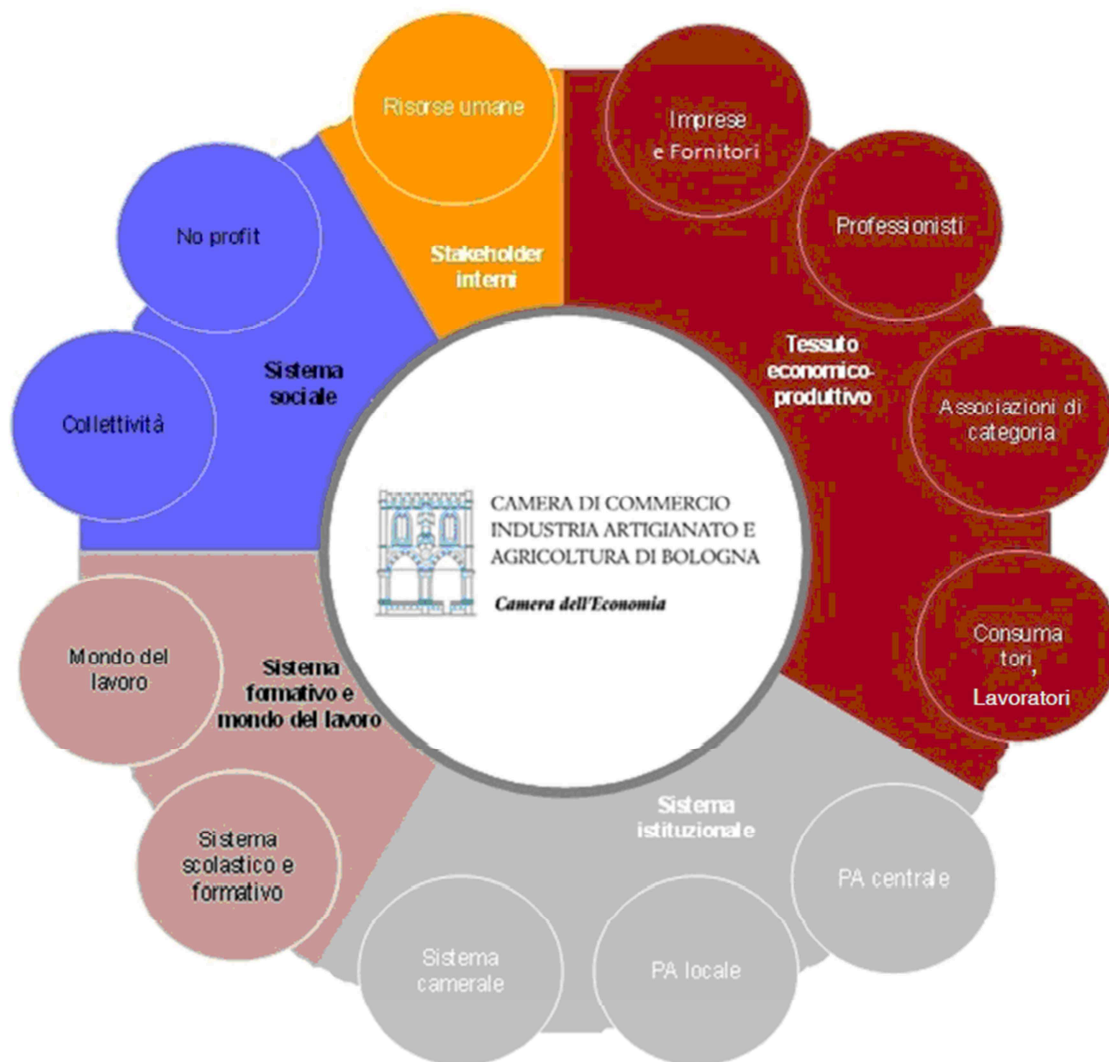 Risorse umane
Stakeholder
interni
Imprese
e Fornitori
Professionisti
Associazioni di
categoria
Consuma
tori,
Lavoratori
Tessuto
economico-
produttivo
PA centrale
PA locale
Sistema
camerale
Sistema
istituzionale
Sistema
scolastico e
formativo
Mondo del
lavoro
Sistema
formativo e
mondo del lavoro
Collettività
No profit
Sistema
sociale
CAMERA DI COMMERCIO
INDUSTRIA ARTIGIANATO E
AGRICOLTURA DI BOLOGNA
Camera dell'Economia